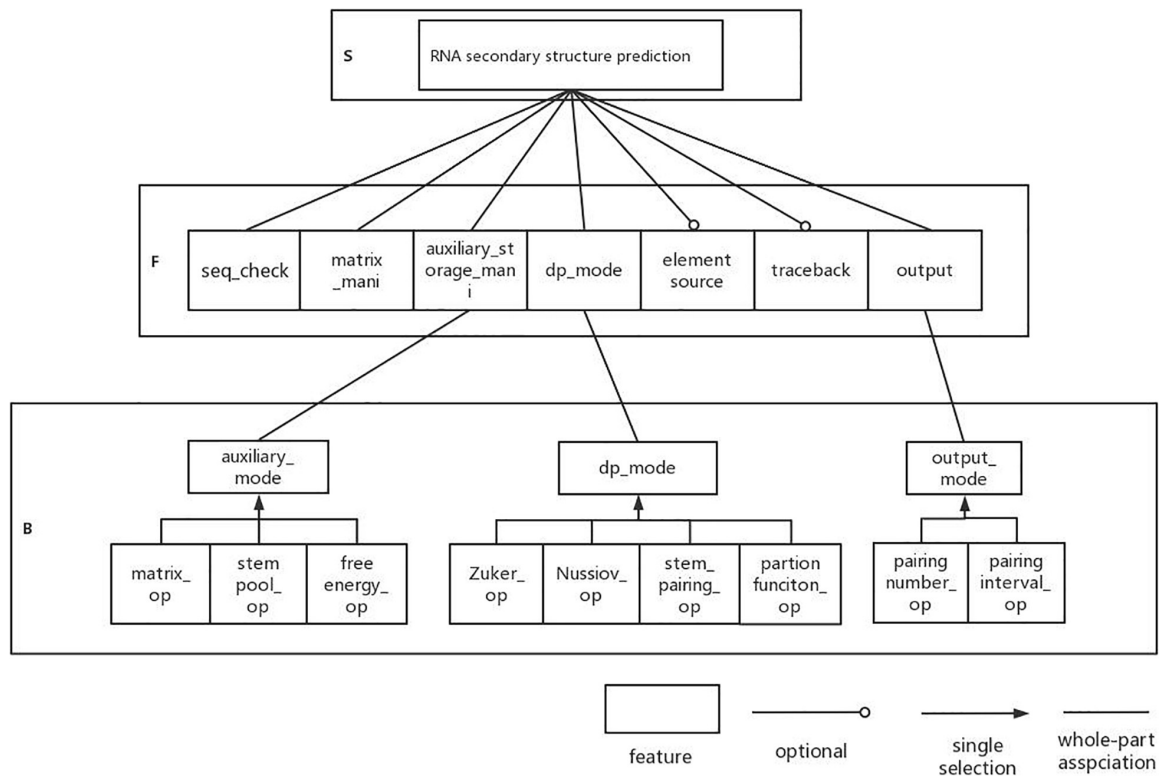 S
RNA secondary structure prediction
F
seq_check
matrix
_mani
auxiliary_st
orage_man
i
dp_mode
element
source
traceback
output
B
auxiliary_
mode
dp_mode
output_
mode
matrix_
op
stem
pool_
op
free
energy_
op
Zuker_
op
Nussiov_
op
stem_
pairing_
op
partion
funciton_
op
pairing
number_
op
pairing
interval_
op
feature
optional
single
selection
whole-part
asspciation